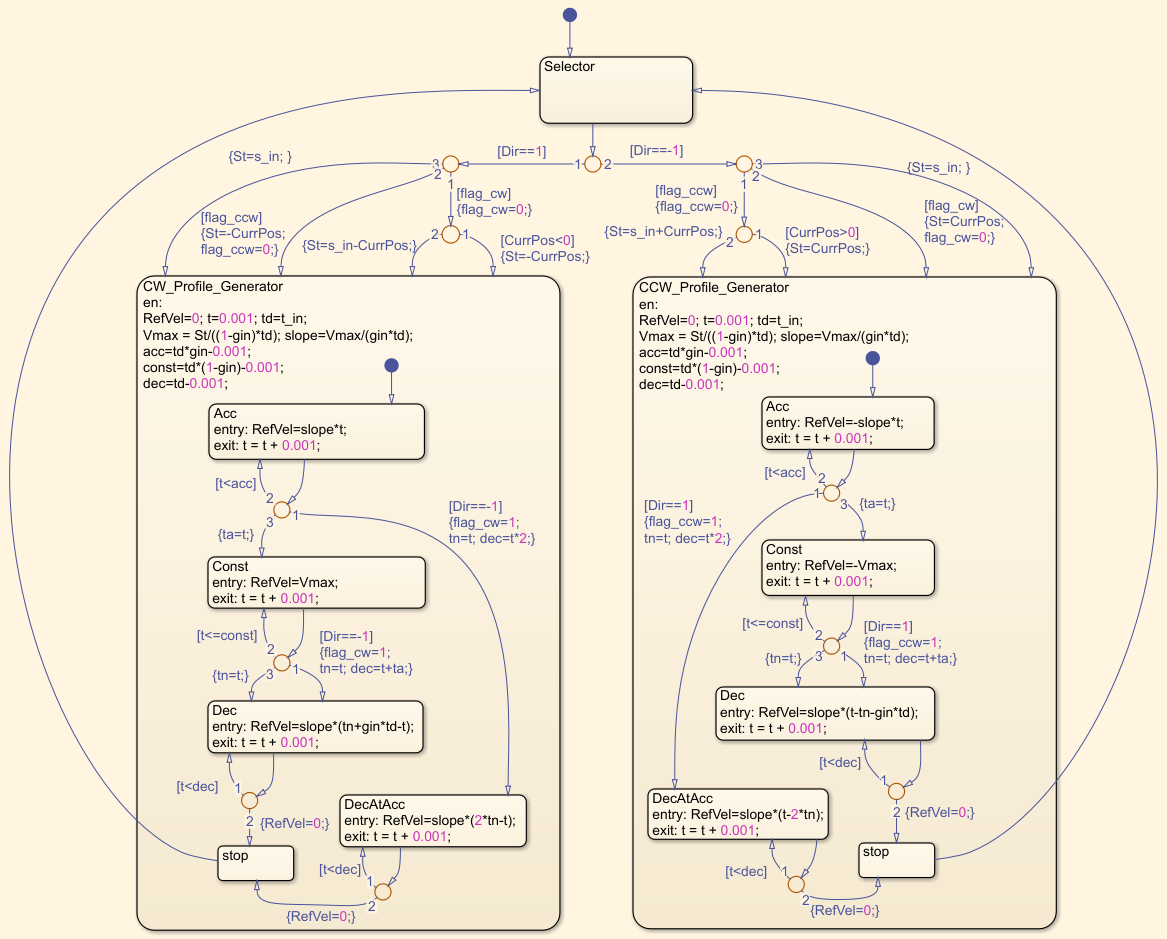 Selector
[Dir==1]
1
2
[Dir==-1]
{St=s_in; }
3
2
1
[flag_cw]
{flag_cw=0;}
[flag_ccw]
{St=-CurrPos;
flag_ccw=0;}
{St=s_in-CurrPos;}
2
1
[CurrPos<0]
{St=-CurrPos;}
3
2
1
{St=s_in; }
[flag_ccw]
{flag_ccw=0;}
[flag_cw]
{St=CurrPos;
flag_cw=0;}
{St=s_in+CurrPos;}
2
1
[CurrPos>0]
{St=CurrPos;}
CW_Profile_Generator
en:
RefVel=0; t=0.001; td=t_in;
Vmax = St/((1-gin)*td); slope=Vmax/(gin*td);
acc=td*gin-0.001;
const=td*(1-gin)-0.001;
dec=td-0.001;
Acc
entry: RefVel=slope*t;
exit: t = t + 0.001;
[t<acc]
2
3
1
{ta=t;}
[Dir==-1]
{flag_cw=1;
tn=t; dec=t*2;}
Const
entry: RefVel=Vmax;
exit: t = t + 0.001;
[t<=const]
2
3
1
{tn=t;}
[Dir==-1]
{flag_cw=1;
tn=t; dec=t+ta;}
Dec
entry: RefVel=slope*(tn+gin*td-t);
exit: t = t + 0.001;
[t<dec]
1
2
{RefVel=0;}
DecAtAcc
entry: RefVel=slope*(2*tn-t);
exit: t = t + 0.001;
stop
[t<dec]
1
2
{RefVel=0;}
CCW_Profile_Generator
en:
RefVel=0; t=0.001; td=t_in;
Vmax = St/((1-gin)*td); slope=Vmax/(gin*td);
acc=td*gin-0.001;
const=td*(1-gin)-0.001;
dec=td-0.001;
Acc
entry: RefVel=-slope*t;
exit: t = t + 0.001;
[t<acc]
2
1
3
{ta=t;}
[Dir==1]
{flag_ccw=1;
tn=t; dec=t*2;}
Const
entry: RefVel=-Vmax;
exit: t = t + 0.001;
[t<=const]
2
3
1
{tn=t;}
[Dir==1]
{flag_ccw=1;
tn=t; dec=t+ta;}
Dec
entry: RefVel=slope*(t-tn-gin*td);
exit: t = t + 0.001;
[t<dec]
1
2
{RefVel=0;}
DecAtAcc
entry: RefVel=slope*(t-2*tn);
exit: t = t + 0.001;
stop
[t<dec]
1
2
{RefVel=0;}